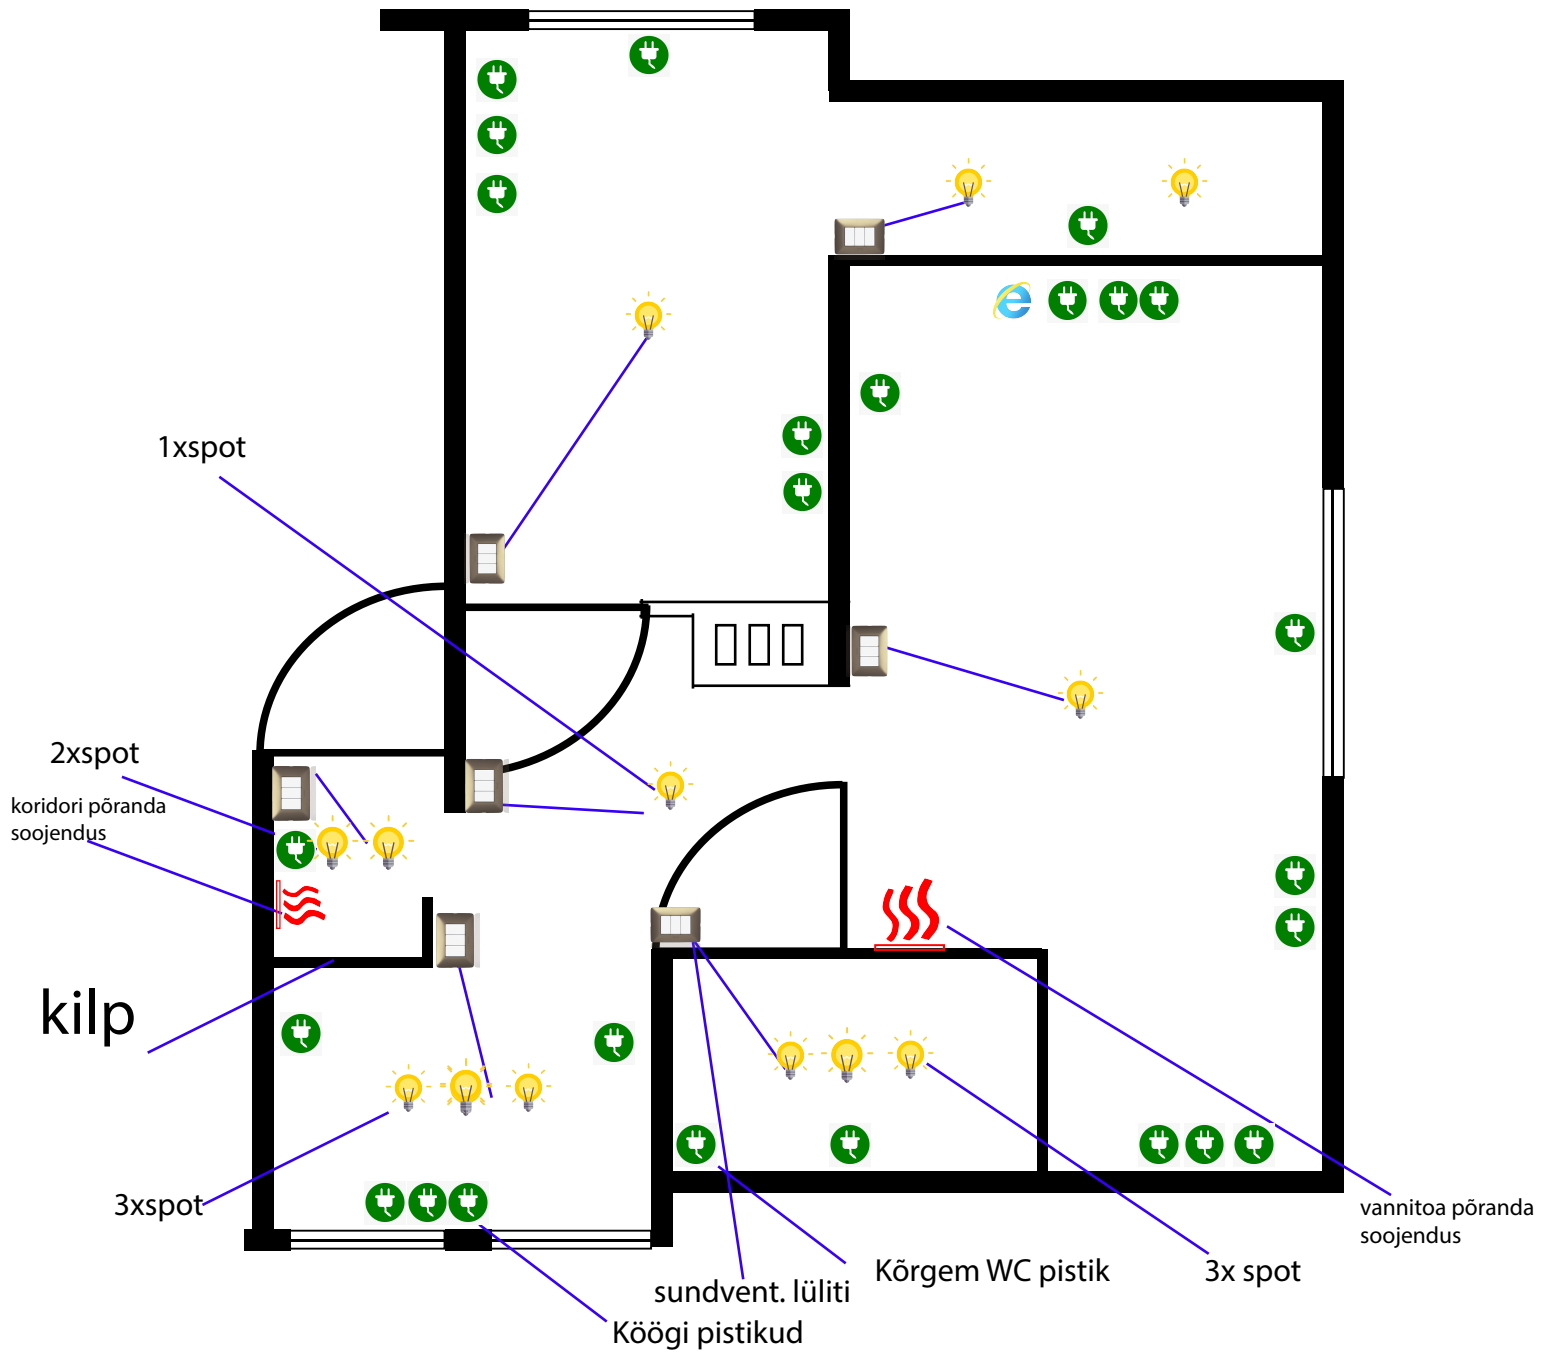 1xspot
2xspot
koridori põranda
soojendus
kilp
3xspot
vannitoa põranda
soojendus
Kõrgem WC pistik
3x spot
sundvent. lüliti
Köögi pistikud